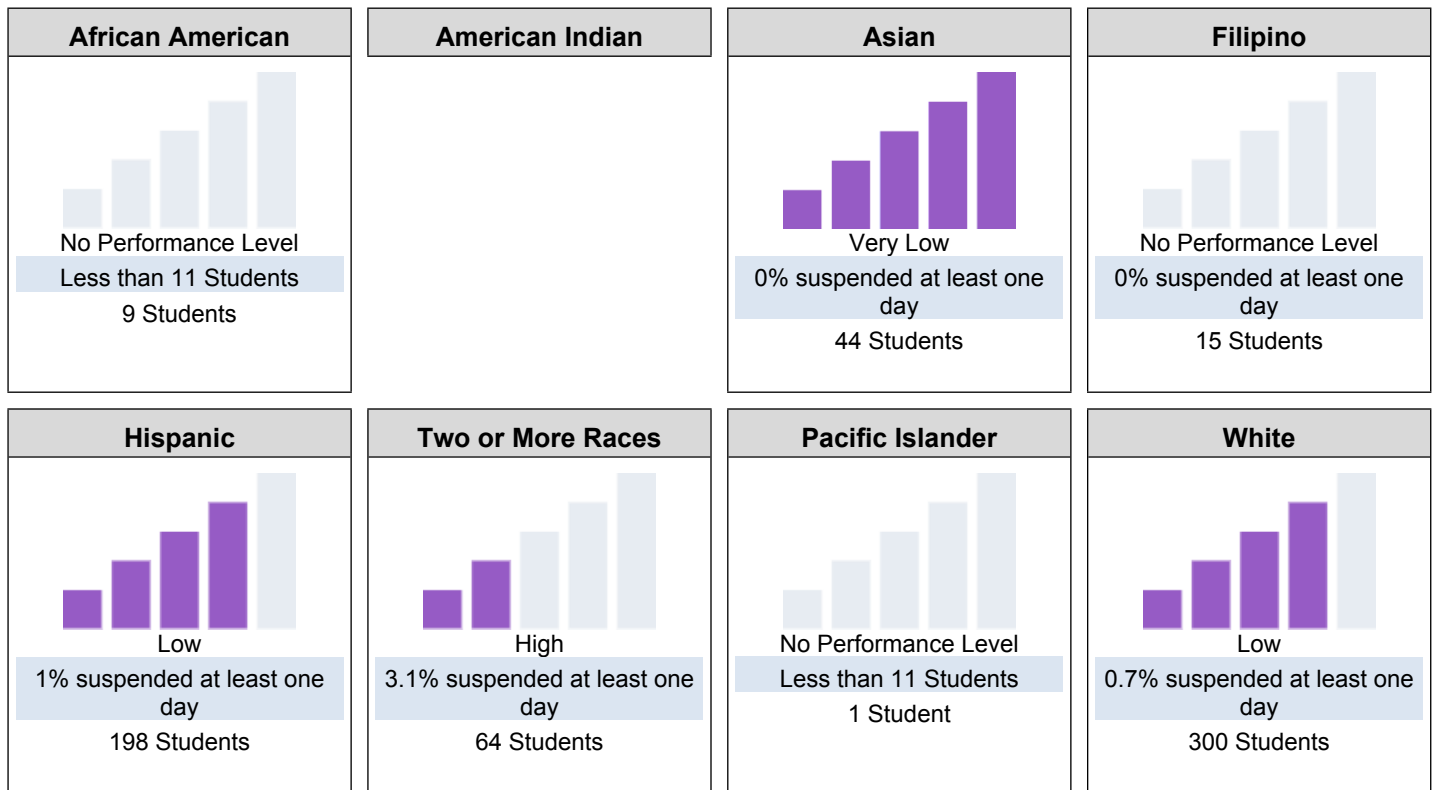 African American
No Performance Level
Less than 11 Students
9 Students
American Indian
Asian
Very Low
0% suspended at least one
day
44 Students
Filipino
No Performance Level
0% suspended at least one
day
15 Students
Hispanic
Low
1% suspended at least one
day
198 Students
Two or More Races
High
3.1% suspended at least one
day
64 Students
Pacific Islander
No Performance Level
Less than 11 Students
1 Student
White
Low
0.7% suspended at least one
day
300 Students